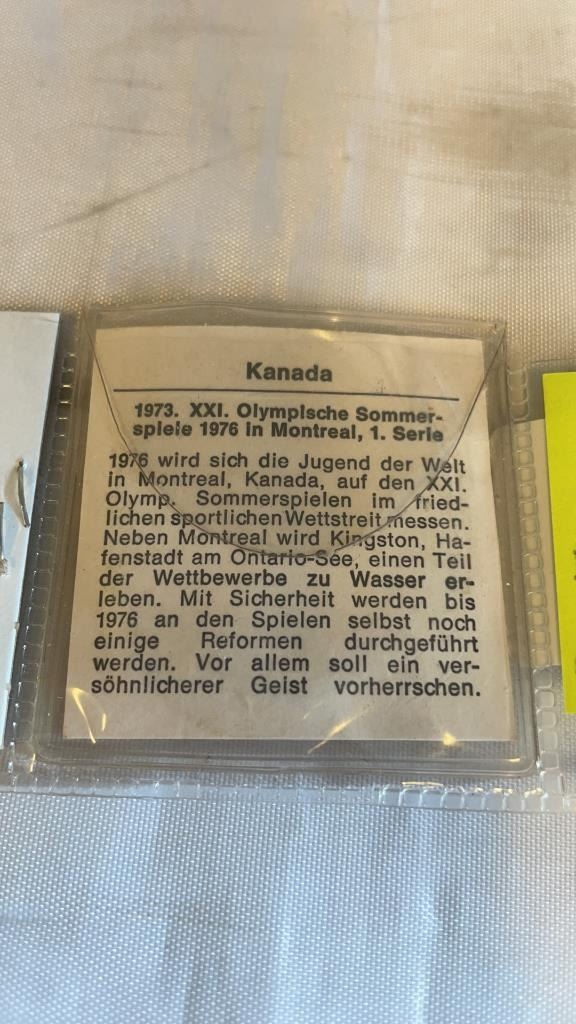 Kanada
1973. XXI. Olympische Sommer-
spiele 1976 in Montreal, 1. Serie
1976 wird sich die Jugend der Welt
in Montreal, Kanada, auf den XXI.
Olymp. Sommerspielen im fried-
lichen sportlichen Wettstreit messen.
Neben Montreal wird Kingston, Ha-
fenstadt am Ontario-See, einen Teil
der Wettbewerbe zu Wasser er-
leben. Mit Sicherheit werden bis
1976 an den Spielen selbst noch
einige Reformen durchgeführt
werden. Vor allem soll ein ver-
söhnlicherer Geist vorherrschen.